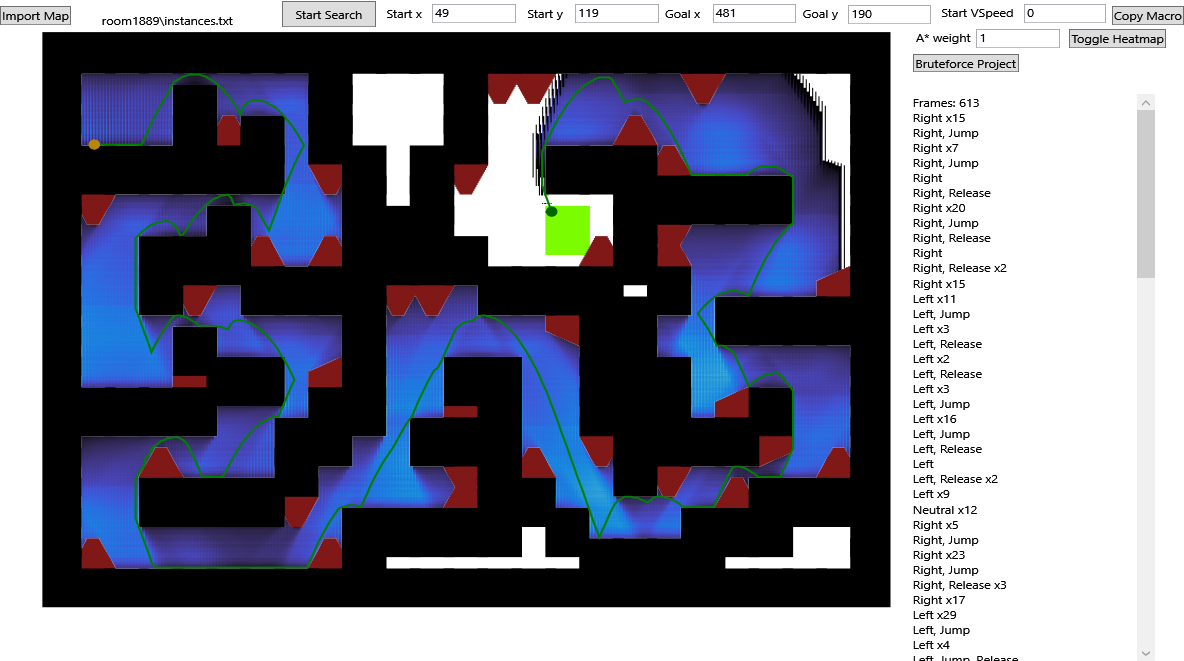 Import Map
room1889\instances.txt
Start Search
Start x 49
Start y 119
Goal x 481
Goal y 190
Start VSpeed 0
Copy Macro
A* weight 1
Toggle Heatmap
Bruteforce Project
Frames: 613
Right x15
Right, Jump
Right x7
Right, Jump
Right
Right, Release
Right x20
Right, Jump
Right, Release
Right
Right, Release x2
Right x15
Left x11
Left, Jump
Left x3
Left, Release
Left x2
Left, Release
Left x3
Left, Jump
Left x16
Left, Jump
Left, Release
Left
Left, Release x2
Left x9
Neutral x12
Right x5
Right, Jump
Right x23
Right, Jump
Right, Release x3
Right x17
Left x29
Left, Jump
Left x4
Left, Jump, Release